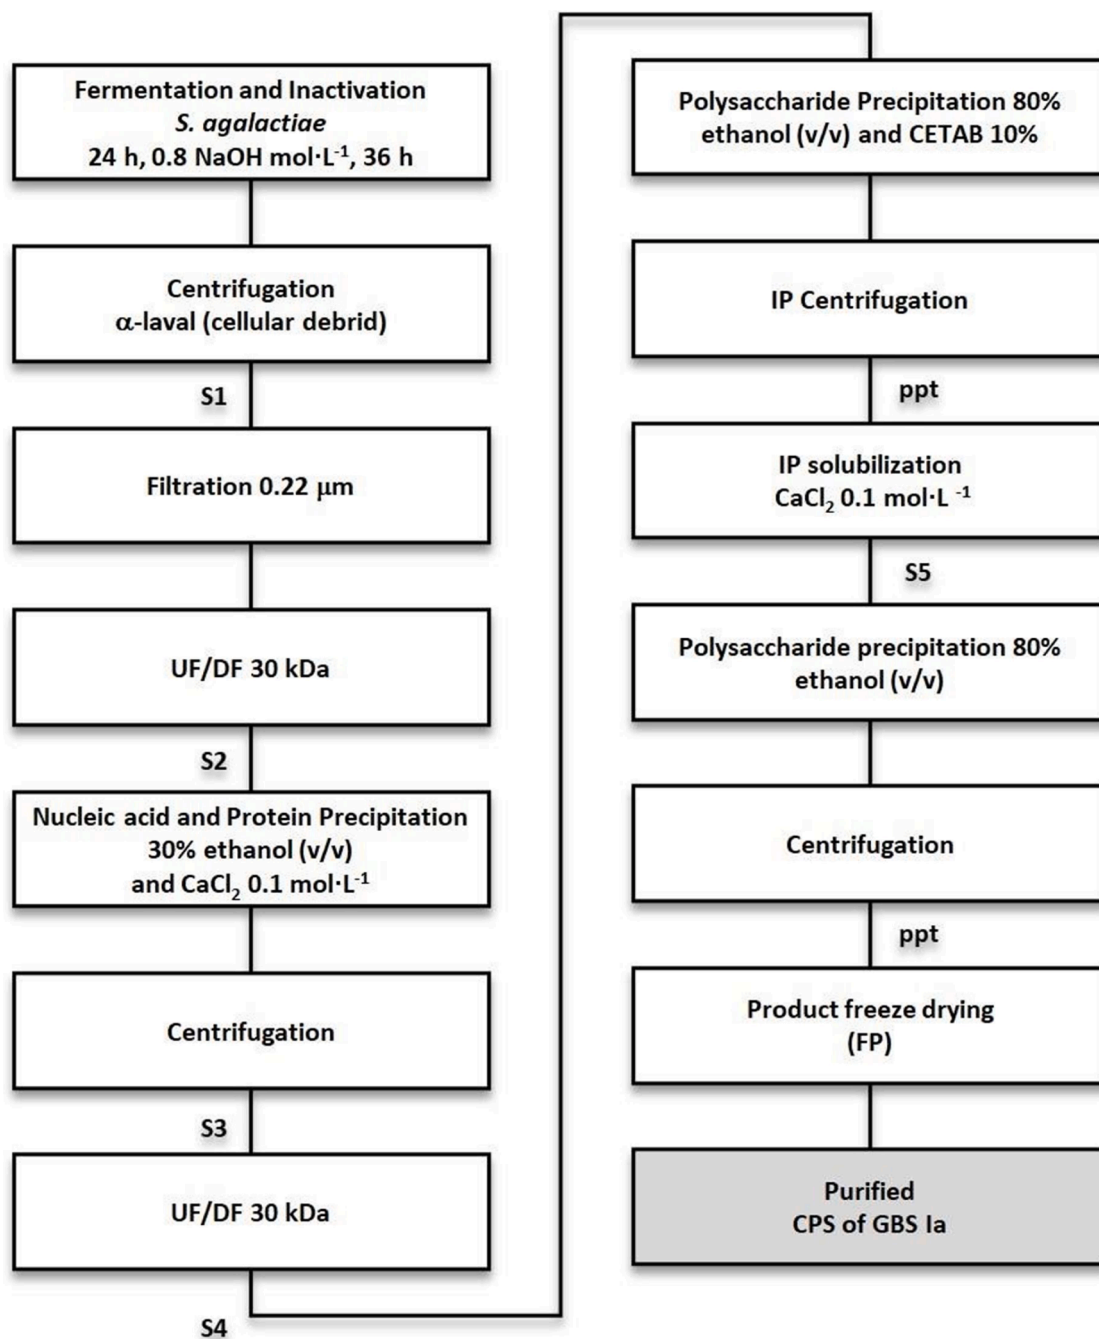 Fermentation and Inactivation
S. agalactiae
24 h, 0.8 NaOH mol·L⁻¹, 36 h
Centrifugation
α-laval (cellular debrid)
S1
Filtration 0.22 μm
UF/DF 30 kDa
S2
Nucleic acid and Protein Precipitation
30% ethanol (v/v)
and CaCl₂ 0.1 mol·L⁻¹
Centrifugation
S3
UF/DF 30 kDa
S4
Polysaccharide Precipitation 80%
ethanol (v/v) and CETAB 10%
IP Centrifugation
ppt
IP solubilization
CaCl₂ 0.1 mol·L ⁻¹
S5
Polysaccharide precipitation 80%
ethanol (v/v)
Centrifugation
ppt
Product freeze drying
(FP)
Purified
CPS of GBS Ia